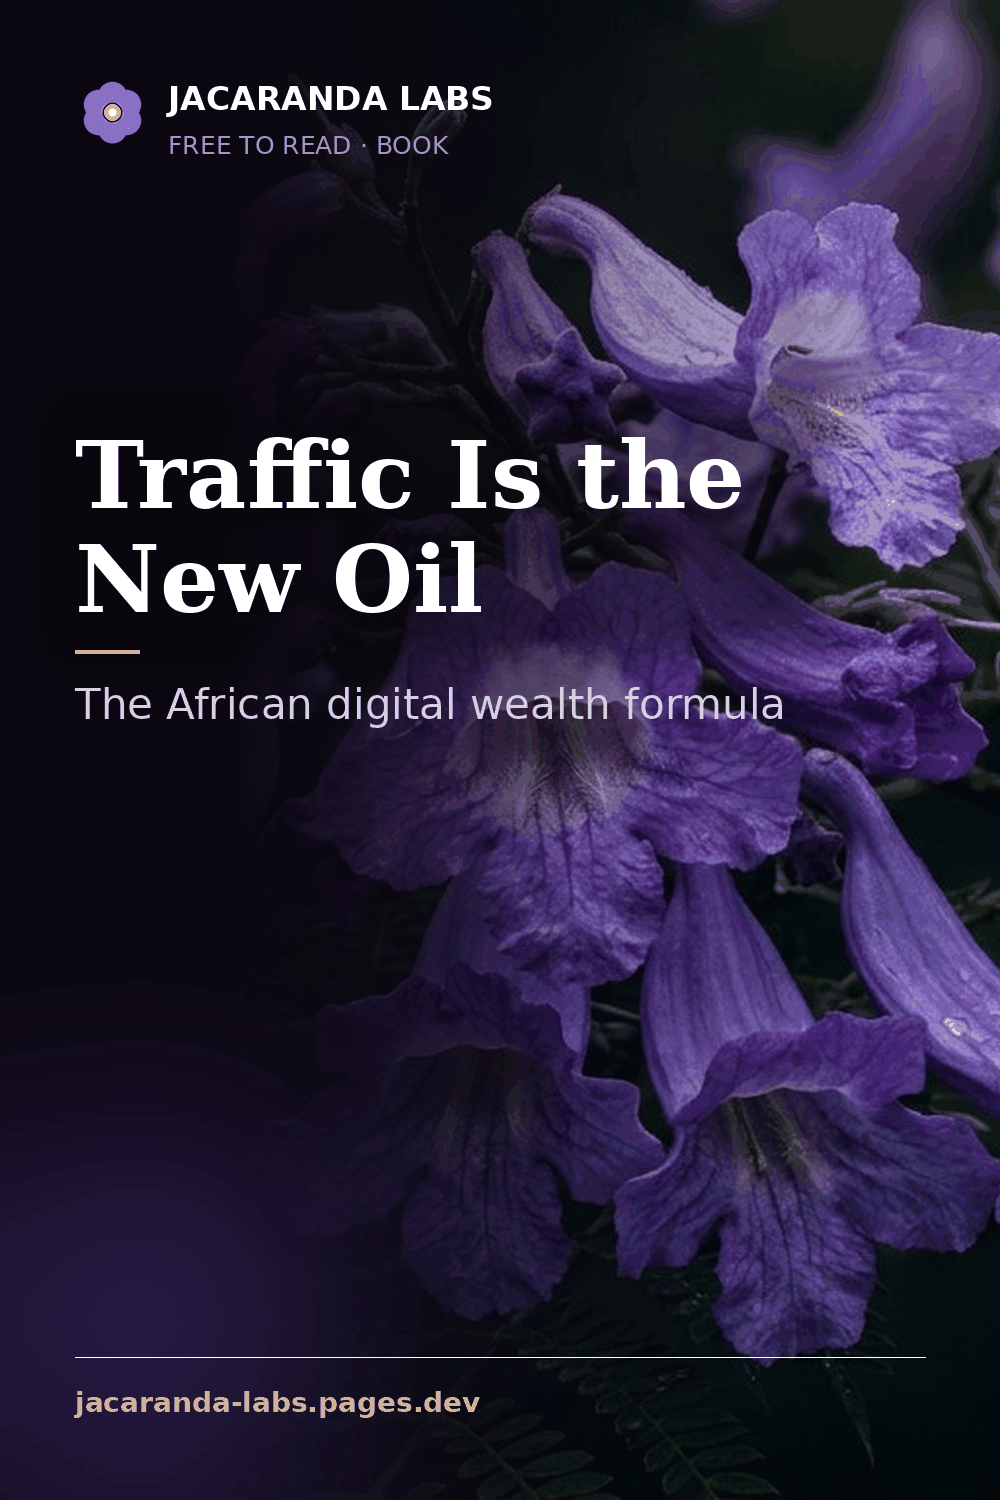 JACARANDA LABS
FREE TO READ · BOOK
Traffic Is the
New Oil
The African digital wealth formula
jacaranda-labs.pages.dev